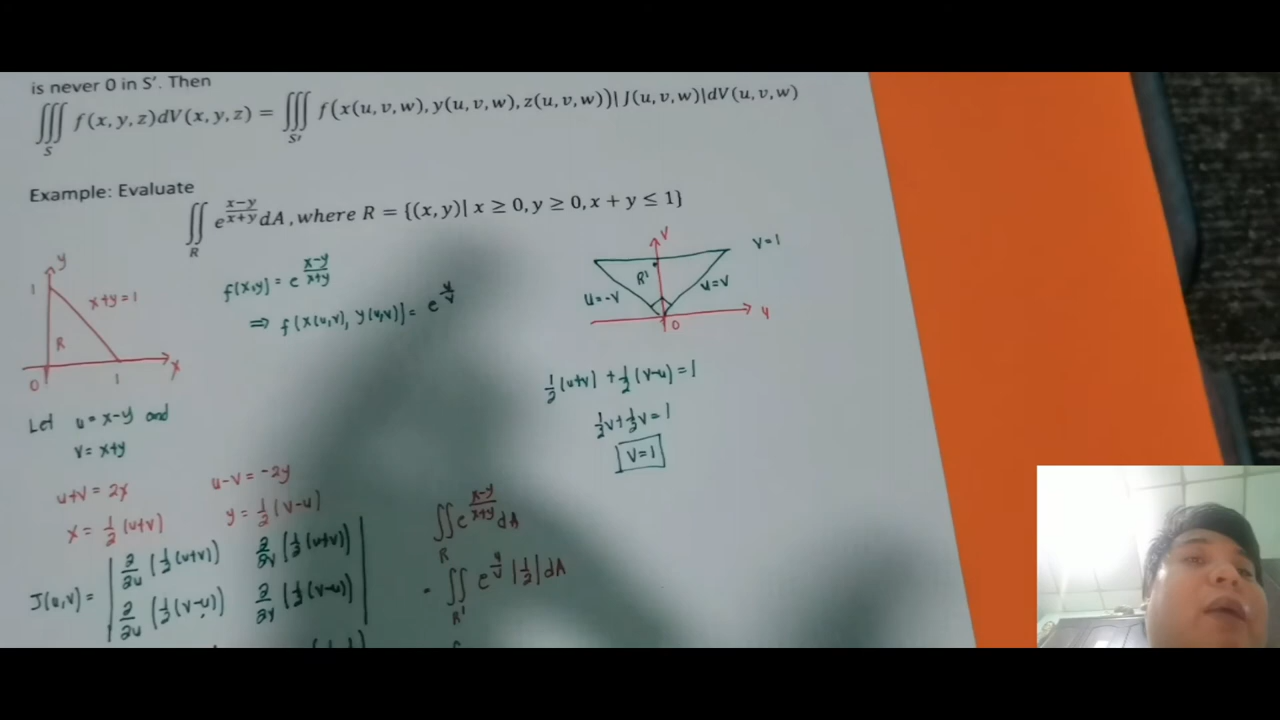 is never 0 in S′. Then
∭_S f(x, y, z)dV(x, y, z) = ∭_S′ f(x(u, v, w), y(u, v, w), z(u, v, w))| J(u, v, w)|dV(u, v, w)
Example: Evaluate
∬_R e^((x−y)/(x+y)) dA , where R = {(x, y)| x ≥ 0, y ≥ 0, x + y ≤ 1}
y
1
x+y=1
R
0
1
x
f(x,y) = e^((x-y)/(x+y))
⇒ f(x(u,v), y(u,v)) = e^(u/v)
v
v=1
R'
u=-v
u=v
0
u
Let u = x-y and
v = x+y
u+v = 2x
u-v = -2y
x = 1/2 (u+v)
y = 1/2 (v-u)
J(u,v) = | ∂/∂u (1/2(u+v)) ∂/∂v (1/2(u+v)) |
| ∂/∂u (1/2(v-u)) ∂/∂v (1/2(v-u)) |
1/2(u+v) + 1/2(v-u) = 1
1/2v + 1/2v = 1
v=1
∬_R e^((x-y)/(x+y)) dA
= ∬_R' e^(u/v) |1/2| dA